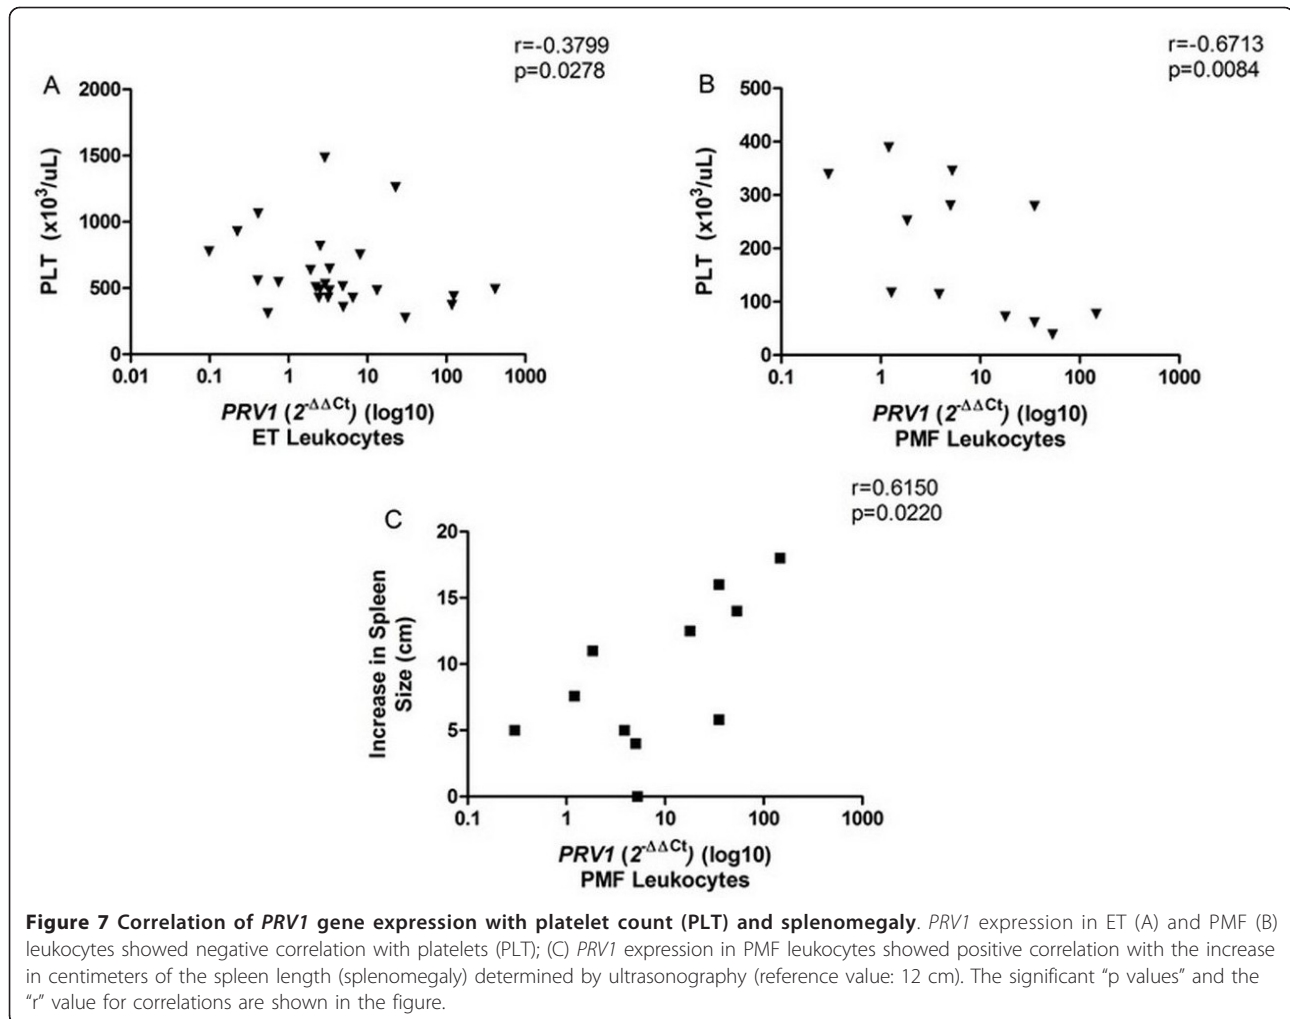 r=-0.3799
p=0.0278
A
2000
1500
1000
500
0
PLT (x10³/uL)
0.01 0.1 1 10 100 1000
PRV1 (2^-ΔΔCt) (log10)
ET Leukocytes
r=-0.6713
p=0.0084
B
500
400
300
200
100
0
PLT (x10³/uL)
0.1 1 10 100 1000
PRV1 (2^-ΔΔCt) (log10)
PMF Leukocytes
r=0.6150
p=0.0220
C
20
15
10
5
0
Increase in Spleen
Size (cm)
0.1 1 10 100 1000
PRV1 (2^-ΔΔCt) (log10)
PMF Leukocytes
Figure 7 Correlation of PRV1 gene expression with platelet count (PLT) and splenomegaly. PRV1 expression in ET (A) and PMF (B)
leukocytes showed negative correlation with platelets (PLT); (C) PRV1 expression in PMF leukocytes showed positive correlation with the increase
in centimeters of the spleen length (splenomegaly) determined by ultrasonography (reference value: 12 cm). The significant “p values” and the
“r” value for correlations are shown in the figure.